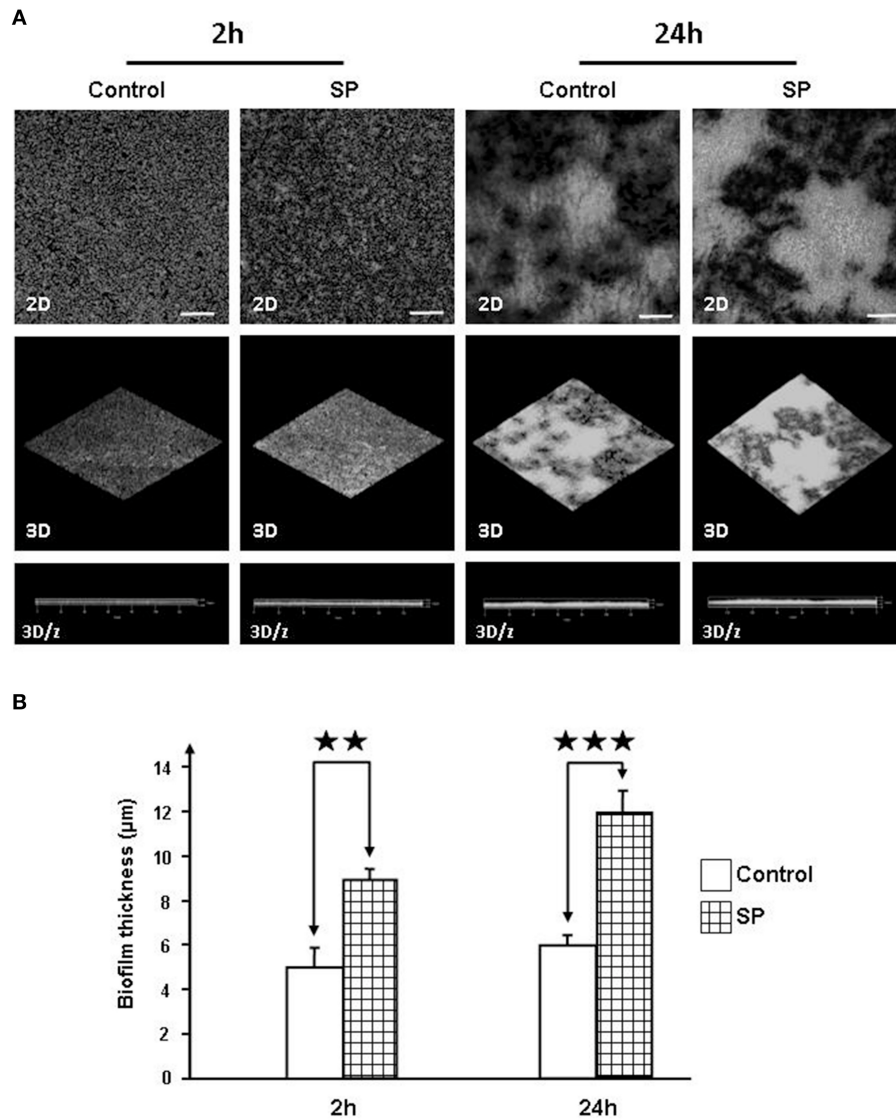 A
2h 24h
Control SP Control SP
2D 2D 2D 2D
3D 3D 3D 3D
3D/z 3D/z 3D/z 3D/z
B
★★ ★★★
Biofilm thickness (µm)
14
12
10
8
6
4
2
0
Control
SP
2h 24h